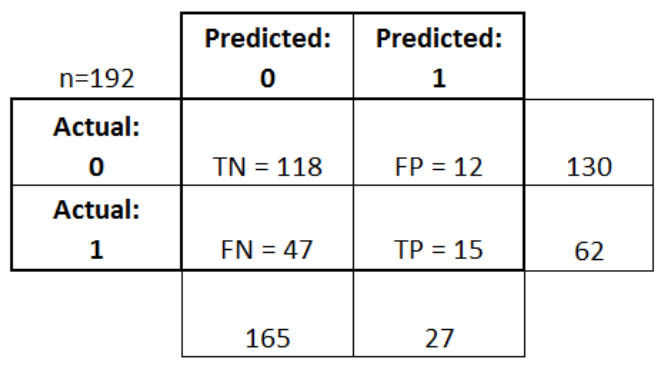 Predicted: Predicted:
n=192 0 1
Actual:
0 TN = 118 FP = 12 130
Actual:
1 FN = 47 TP = 15 62
165 27